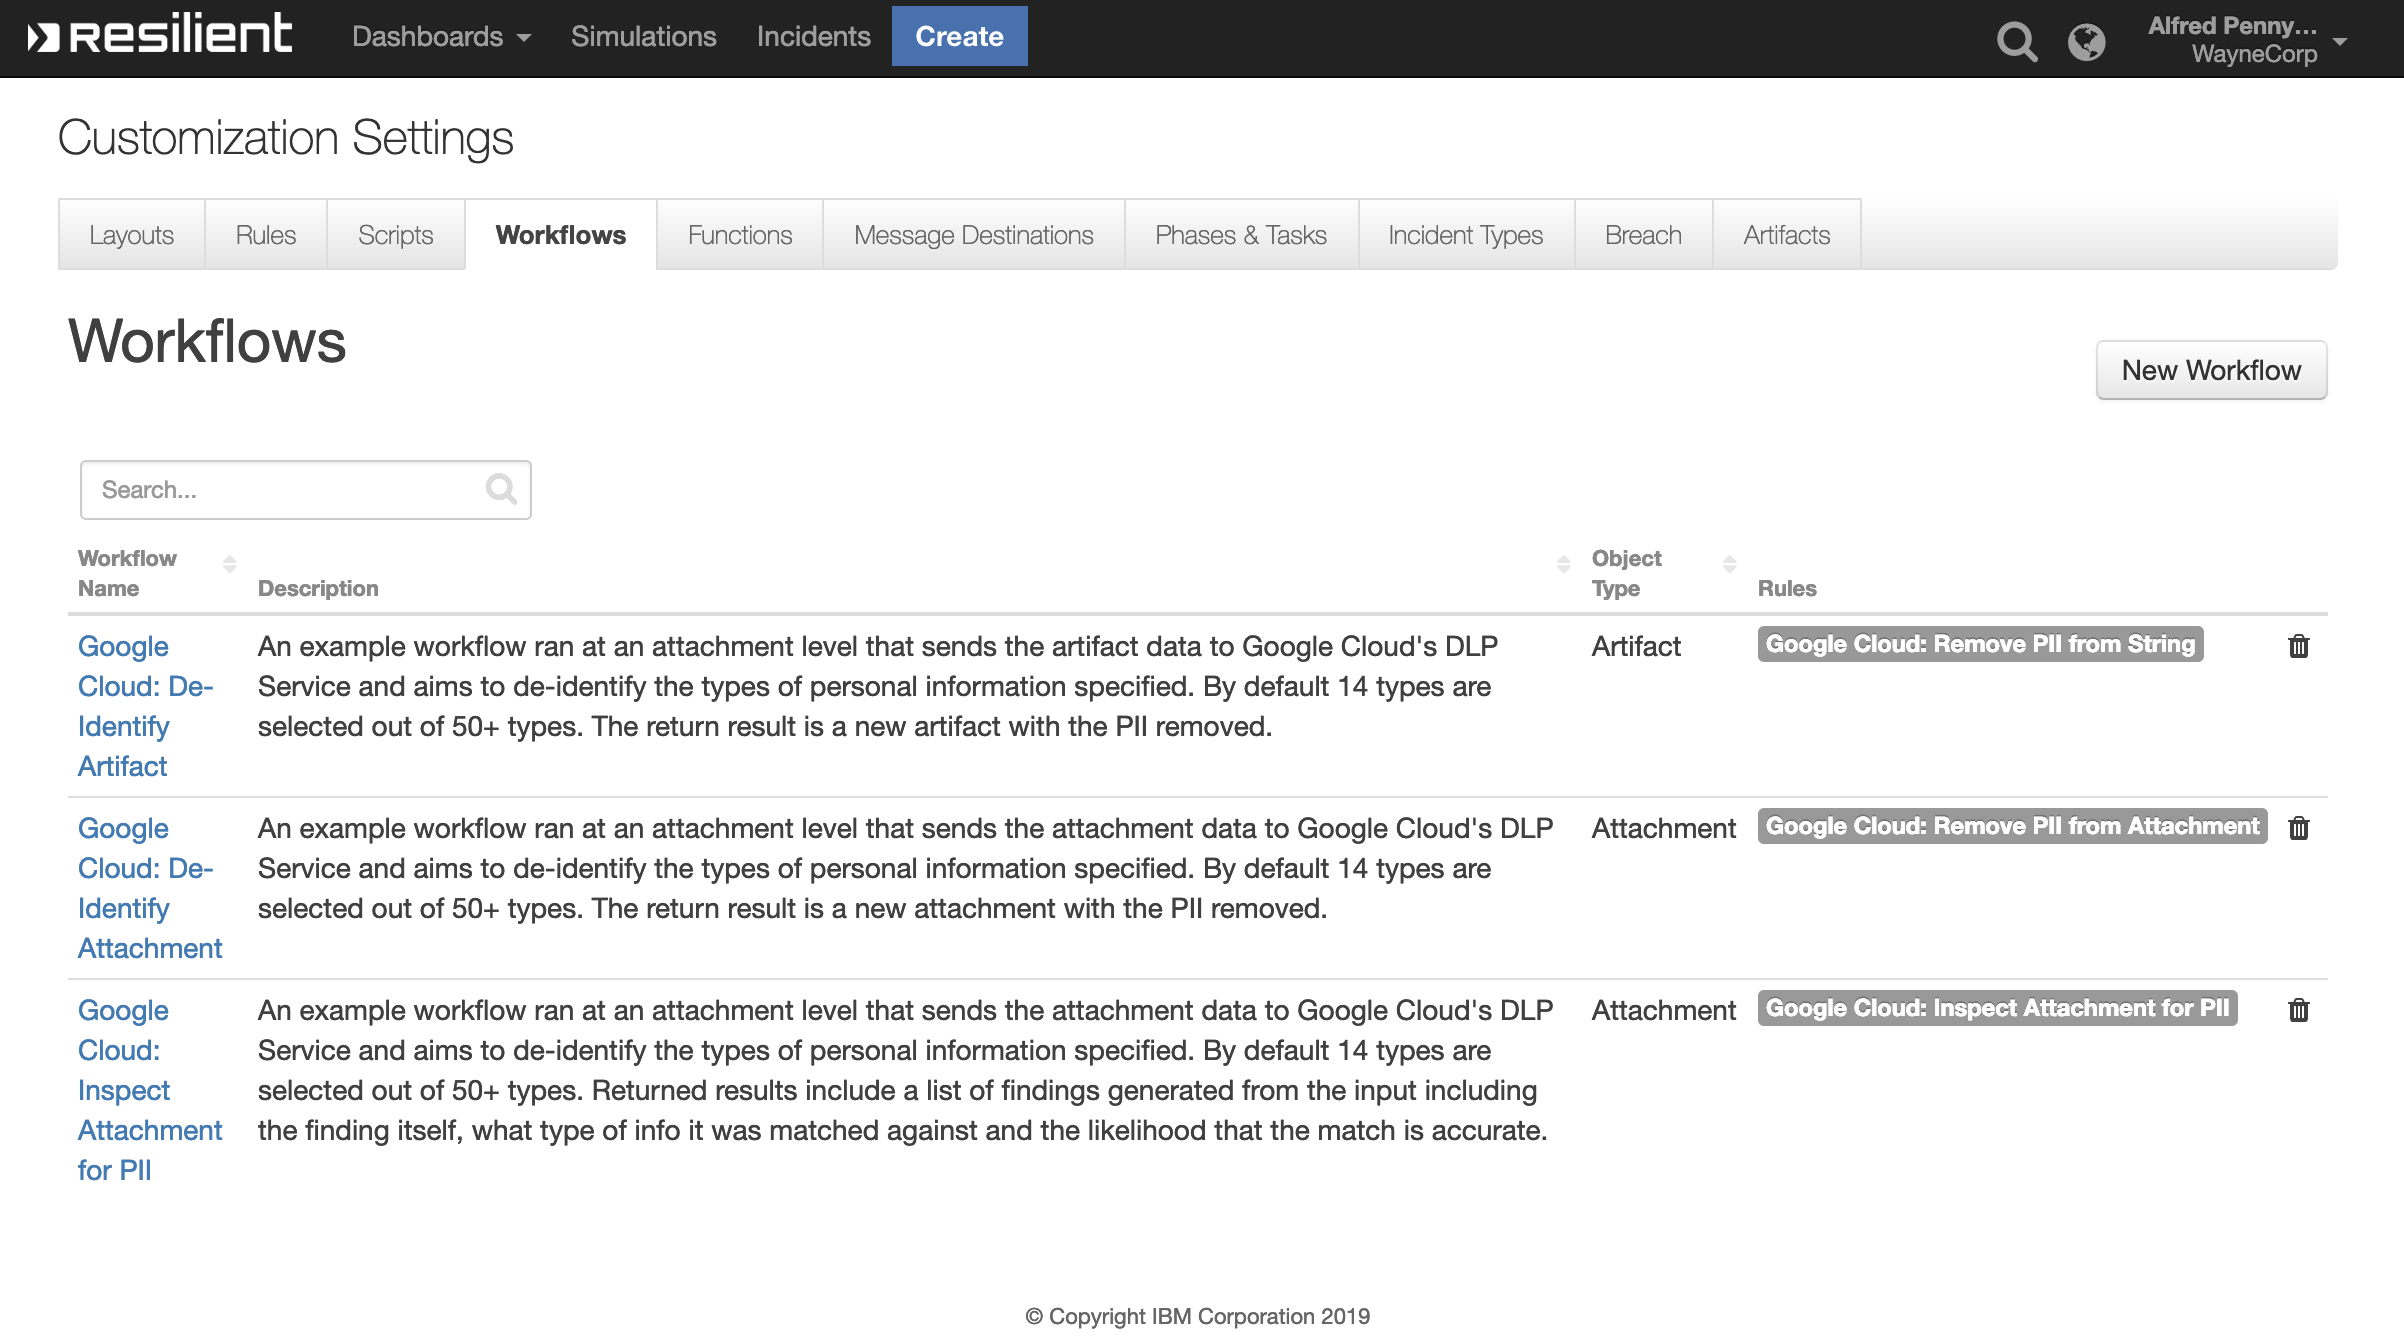 resilient
Dashboards
Simulations
Incidents
Create
Alfred Penny...
WayneCorp
Customization Settings
Layouts
Rules
Scripts
Workflows
Functions
Message Destinations
Phases & Tasks
Incident Types
Breach
Artifacts
Workflows
New Workflow
Search...
Workflow
Name
Description
Object
Type
Rules
Google
Cloud: De-
Identify
Artifact
An example workflow ran at an attachment level that sends the artifact data to Google Cloud's DLP
Service and aims to de-identify the types of personal information specified. By default 14 types are
selected out of 50+ types. The return result is a new artifact with the PII removed.
Artifact
Google Cloud: Remove PII from String
Google
Cloud: De-
Identify
Attachment
An example workflow ran at an attachment level that sends the attachment data to Google Cloud's DLP
Service and aims to de-identify the types of personal information specified. By default 14 types are
selected out of 50+ types. The return result is a new attachment with the PII removed.
Attachment
Google Cloud: Remove PII from Attachment
Google
Cloud:
Inspect
Attachment
for PII
An example workflow ran at an attachment level that sends the attachment data to Google Cloud's DLP
Service and aims to de-identify the types of personal information specified. By default 14 types are
selected out of 50+ types. Returned results include a list of findings generated from the input including
the finding itself, what type of info it was matched against and the likelihood that the match is accurate.
Attachment
Google Cloud: Inspect Attachment for PII
© Copyright IBM Corporation 2019